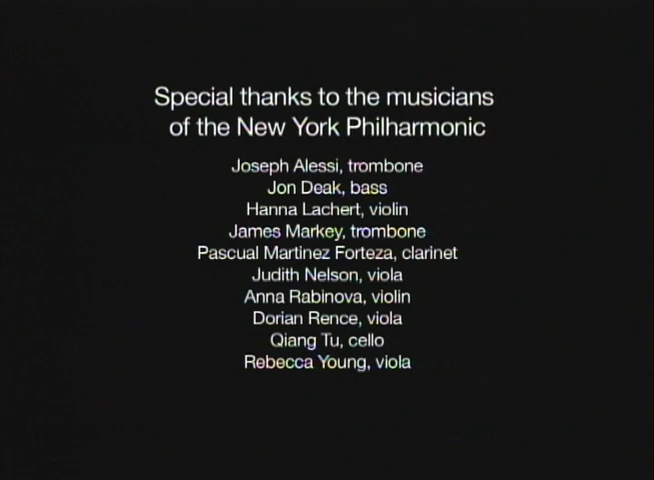 Special thanks to the musicians
of the New York Philharmonic
Joseph Alessi, trombone
Jon Deak, bass
Hanna Lachert, violin
James Markey, trombone
Pascual Martinez Forteza, clarinet
Judith Nelson, viola
Anna Rabinova, violin
Dorian Rence, viola
Qiang Tu, cello
Rebecca Young, viola